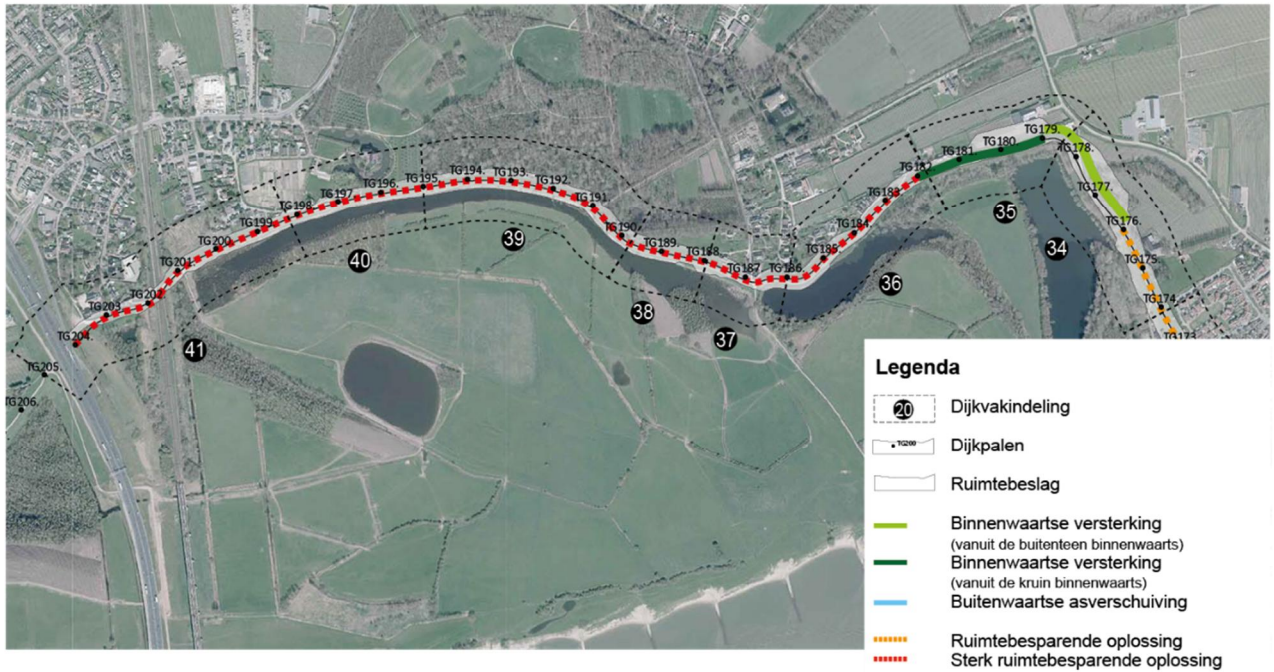 TG204.
TG203
TG202
TG201
TG200
TG199
TG198
TG197
TG196.
TG195.
TG194.
TG193.
TG192
TG191
TG190
TG189.
TG188.
TG187
TG186.
TG185
TG184
TG183
TG182
TG181.
TG180
TG179.
TG178.
TG177.
TG176.
TG175.
TG174
TG173
TG205.
TG206.
41
40
39
38
37
36
35
34
Legenda
20 Dijkvakindeling
TG200 Dijkpalen
Ruimtebeslag
Binnenwaartse versterking
(vanuit de buitenteen binnenwaarts)
Binnenwaartse versterking
(vanuit de kruin binnenwaarts)
Buitenwaartse asverschuiving
Ruimtebesparende oplossing
Sterk ruimtebesparende oplossing